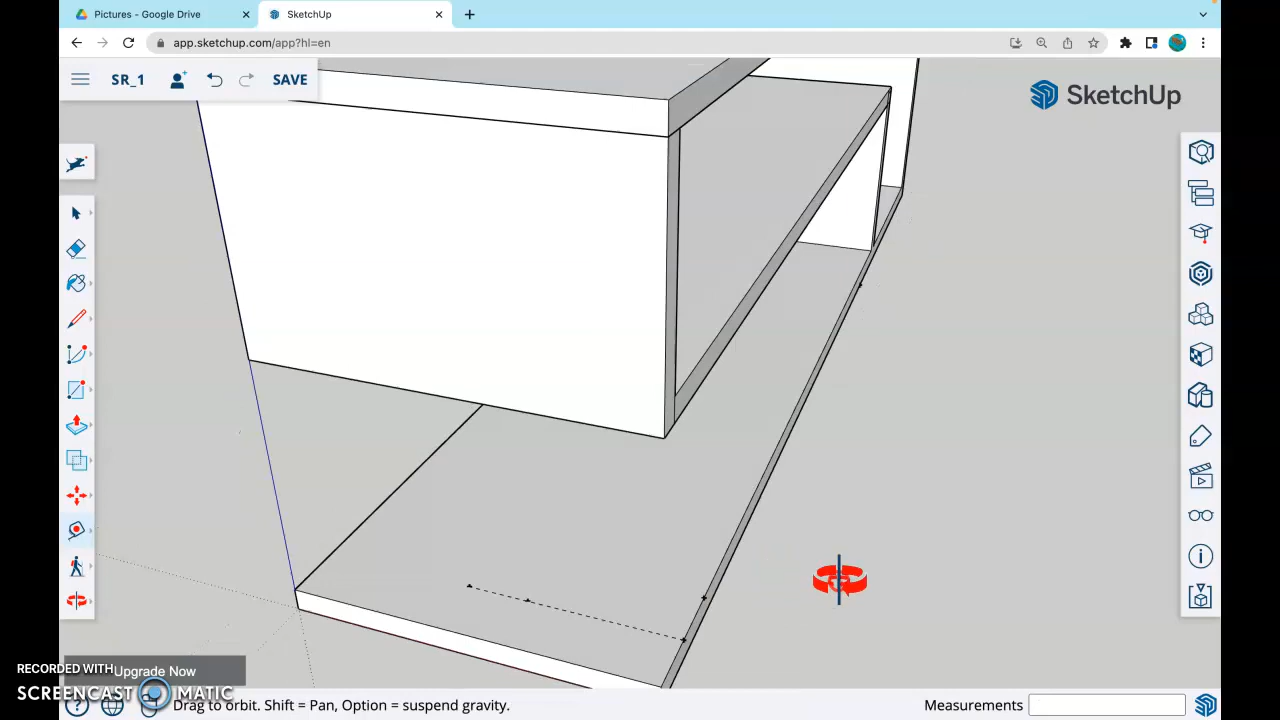 Pictures - Google Drive
SketchUp
app.sketchup.com/app?hl=en
SR_1
SAVE
SketchUp
RECORDED WITH
Upgrade Now
SCREENCAST MATIC
Drag to orbit. Shift = Pan, Option = suspend gravity.
Measurements